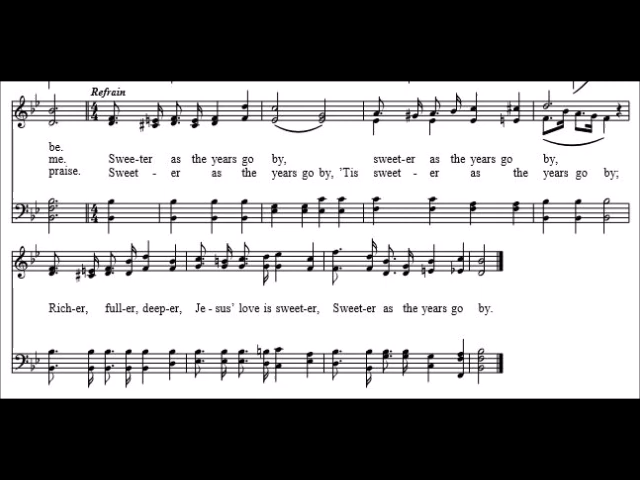 Refrain
be.
me. Swee-ter as the years go by, sweet-er as the years go by,
praise. Sweet - er as the years go by, 'Tis sweet - er as the years go by;
Rich-er, full-er, deep-er, Je - sus' love is sweet-er, Sweet-er as the years go by.